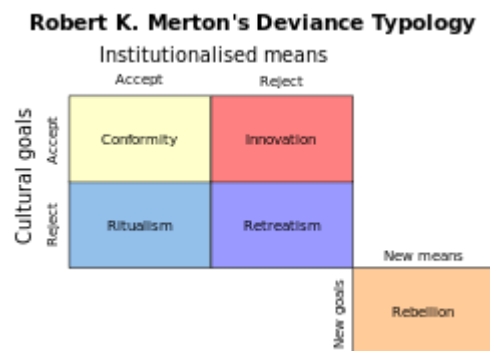 Robert K. Merton's Deviance Typology
Institutionalised means
Accept
Reject
Cultural goals
Accept
Conformity
Innovation
Reject
Ritualism
Retreatism
New means
New goals
Rebellion